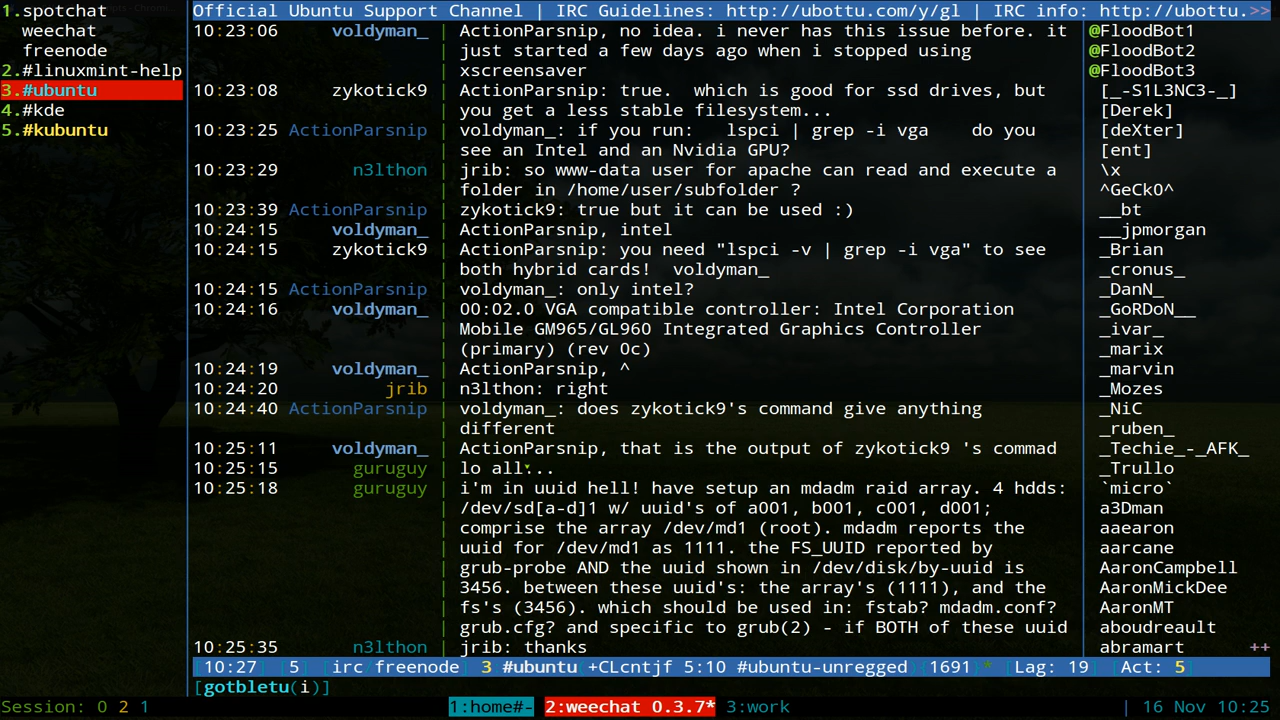 1.spotchat
weechat
freenode
2.#linuxmint-help
3.#ubuntu
4.#kde
5.#kubuntu
Official Ubuntu Support Channel | IRC Guidelines: http://ubottu.com/y/gl | IRC info: http://ubottu.>>
10:23:06 voldyman_ | ActionParsnip, no idea. i never has this issue before. it
just started a few days ago when i stopped using
xscreensaver
10:23:08 zykotick9 | ActionParsnip: true.  which is good for ssd drives, but
you get a less stable filesystem...
10:23:25 ActionParsnip | voldyman_: if you run:   lspci | grep -i vga    do you
see an Intel and an Nvidia GPU?
10:23:29 n3lthon | jrib: so www-data user for apache can read and execute a
folder in /home/user/subfolder ?
10:23:39 ActionParsnip | zykotick9: true but it can be used :)
10:24:15 voldyman_ | ActionParsnip, intel
10:24:15 zykotick9 | ActionParsnip: you need "lspci -v | grep -i vga" to see
both hybrid cards!  voldyman_
10:24:15 ActionParsnip | voldyman_: only intel?
10:24:16 voldyman_ | 00:02.0 VGA compatible controller: Intel Corporation
Mobile GM965/GL960 Integrated Graphics Controller
(primary) (rev 0c)
10:24:19 voldyman_ | ActionParsnip, ^
10:24:20 jrib | n3lthon: right
10:24:40 ActionParsnip | voldyman_: does zykotick9's command give anything
different
10:25:11 voldyman_ | ActionParsnip, that is the output of zykotick9 's commad
10:25:15 guruguy | lo all...
10:25:18 guruguy | i'm in uuid hell! have setup an mdadm raid array. 4 hdds:
/dev/sd[a-d]1 w/ uuid's of a001, b001, c001, d001;
comprise the array /dev/md1 (root). mdadm reports the
uuid for /dev/md1 as 1111. the FS_UUID reported by
grub-probe AND the uuid shown in /dev/disk/by-uuid is
3456. between these uuid's: the array's (1111), and the
fs's (3456). which should be used in: fstab? mdadm.conf?
grub.cfg? and specific to grub(2) - if BOTH of these uuid
10:25:35 n3lthon | jrib: thanks
@FloodBot1
@FloodBot2
@FloodBot3
[_-S1L3NC3-_]
[Derek]
[deXter]
[ent]
\x
^GeCkO^
__bt
__jpmorgan
_Brian
_cronus_
_DanN_
_GoRDoN__
_ivar_
_marix
_marvin
_Mozes
_NiC
_ruben_
_Techie_-_AFK_
_Trullo
`micro`
a3Dman
aaearon
aarcane
AaronCampbell
AaronMickDee
AaronMT
aboudreault
abramart ++
[10:27] [5] [irc/freenode] 3:#ubuntu(+CLcntjf 5:10 #ubuntu-unregged){1691}* [Lag: 19] [Act: 5]
[gotbletu(i)]
Session: 0 2 1 1:home#- 2:weechat 0.3.7* 3:work | 16 Nov 10:25